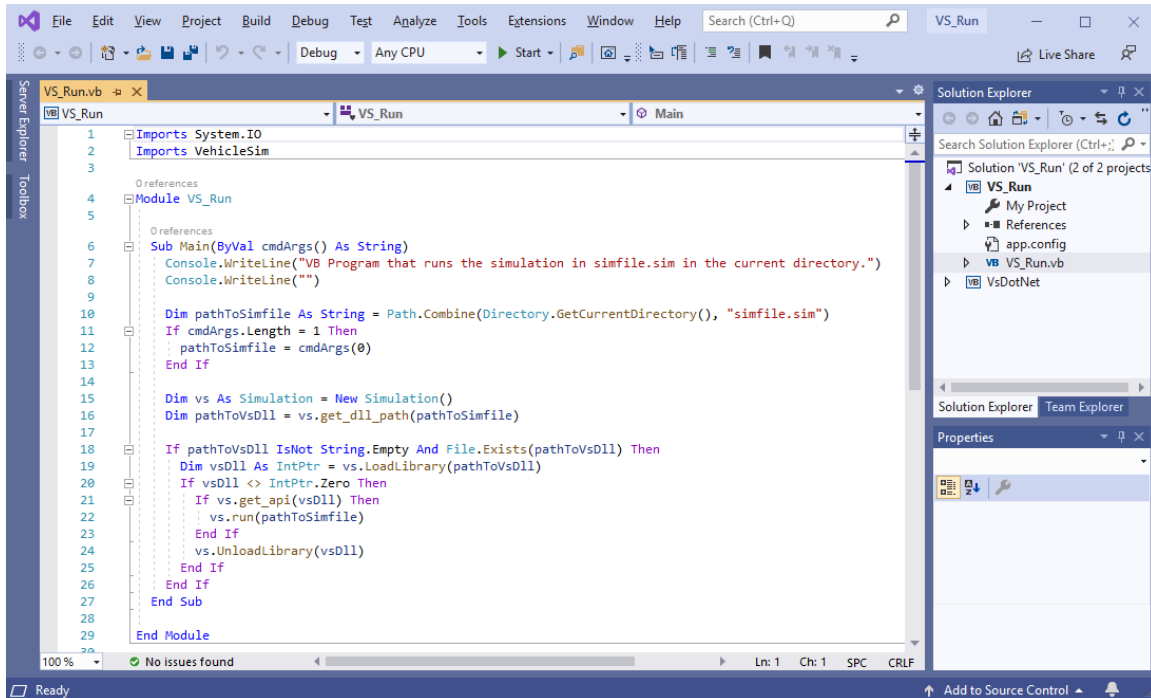 File Edit View Project Build Debug Test Analyze Tools Extensions Window Help Search (Ctrl+Q) VS_Run
Debug Any CPU Start Live Share
Server Explorer
Toolbox
VS_Run.vb
VB VS_Run VS_Run Main
1 Imports System.IO
2 Imports VehicleSim
3
0 references
4 Module VS_Run
5
0 references
6 Sub Main(ByVal cmdArgs() As String)
7 Console.WriteLine("VB Program that runs the simulation in simfile.sim in the current directory.")
8 Console.WriteLine("")
9
10 Dim pathToSimfile As String = Path.Combine(Directory.GetCurrentDirectory(), "simfile.sim")
11 If cmdArgs.Length = 1 Then
12 pathToSimfile = cmdArgs(0)
13 End If
14
15 Dim vs As Simulation = New Simulation()
16 Dim pathToVsDll = vs.get_dll_path(pathToSimfile)
17
18 If pathToVsDll IsNot String.Empty And File.Exists(pathToVsDll) Then
19 Dim vsDll As IntPtr = vs.LoadLibrary(pathToVsDll)
20 If vsDll <> IntPtr.Zero Then
21 If vs.get_api(vsDll) Then
22 vs.run(pathToSimfile)
23 End If
24 vs.UnloadLibrary(vsDll)
25 End If
26 End If
27 End Sub
28
29 End Module
30
100 % No issues found Ln: 1 Ch: 1 SPC CRLF
Solution Explorer
Search Solution Explorer (Ctrl+;)
Solution 'VS_Run' (2 of 2 projects
VB VS_Run
My Project
References
app.config
VB VS_Run.vb
VB VsDotNet
Solution Explorer Team Explorer
Properties
Ready Add to Source Control